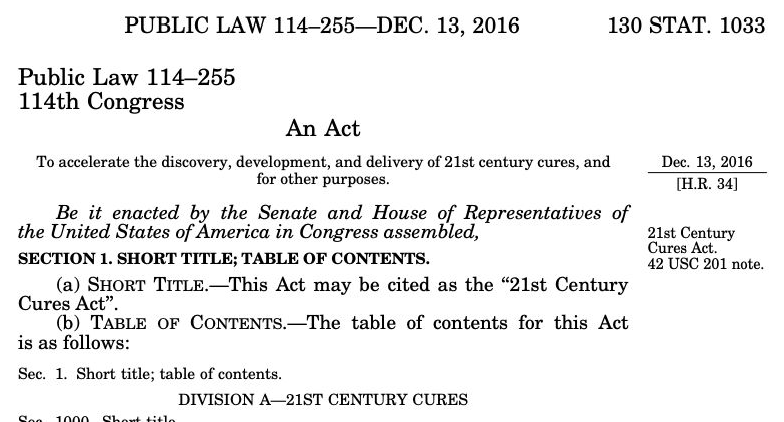 PUBLIC LAW 114–255—DEC. 13, 2016 130 STAT. 1033
Public Law 114–255
114th Congress
An Act
To accelerate the discovery, development, and delivery of 21st century cures, and
for other purposes.
Dec. 13, 2016
[H.R. 34]
Be it enacted by the Senate and House of Representatives of
the United States of America in Congress assembled,
21st Century
Cures Act.
42 USC 201 note.
SECTION 1. SHORT TITLE; TABLE OF CONTENTS.
(a) SHORT TITLE.—This Act may be cited as the “21st Century
Cures Act”.
(b) TABLE OF CONTENTS.—The table of contents for this Act
is as follows:
Sec. 1. Short title; table of contents.
DIVISION A—21ST CENTURY CURES
Sec. 1000. Short title.